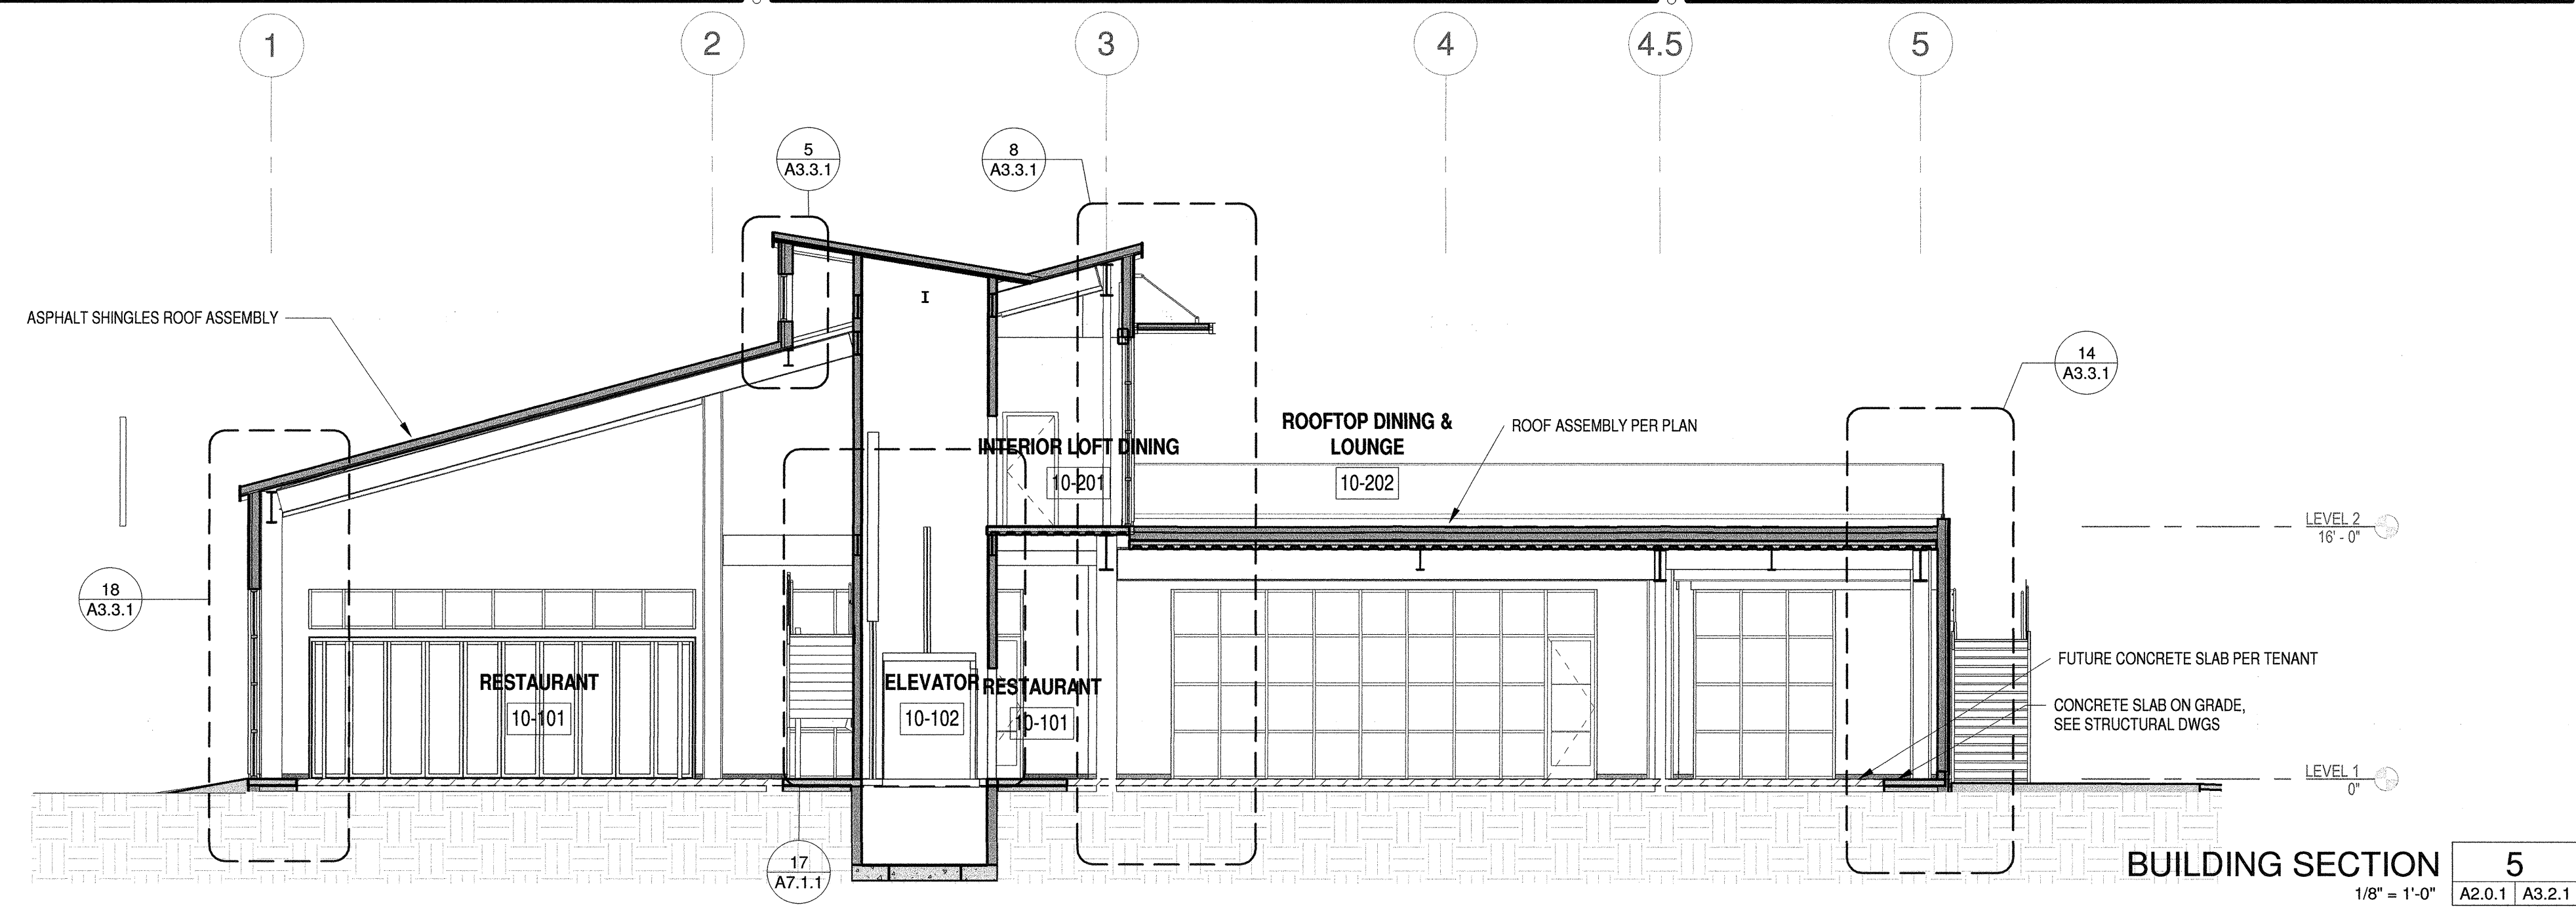 1
2
3
4
4.5
5
5
A3.3.1
8
A3.3.1
ASPHALT SHINGLES ROOF ASSEMBLY
14
A3.3.1
ROOFTOP DINING &
LOUNGE
10-202
ROOF ASSEMBLY PER PLAN
INTERIOR LOFT DINING
10-201
LEVEL 2
16' - 0"
18
A3.3.1
RESTAURANT
10-101
ELEVATOR
10-102
RESTAURANT
10-101
FUTURE CONCRETE SLAB PER TENANT
CONCRETE SLAB ON GRADE,
SEE STRUCTURAL DWGS
LEVEL 1
0"
17
A7.1.1
BUILDING SECTION
1/8" = 1'-0"
5
A2.0.1 A3.2.1